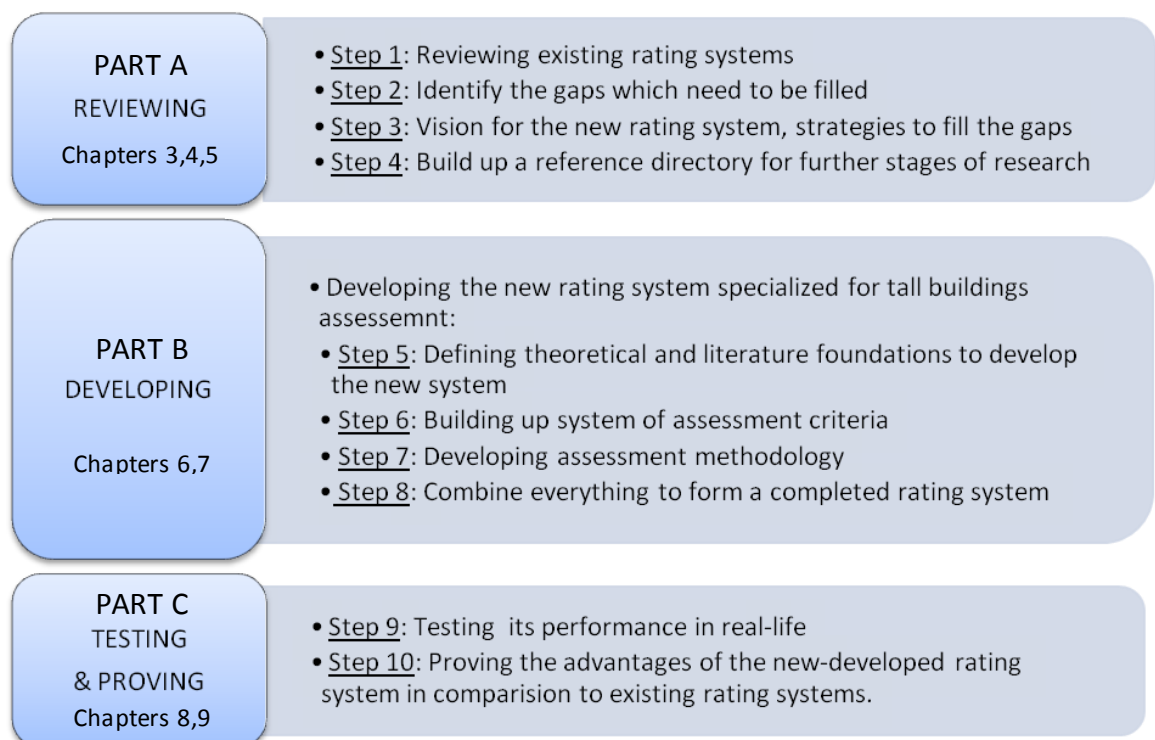 PART A
REVIEWING
Chapters 3,4,5
• Step 1: Reviewing existing rating systems
• Step 2: Identify the gaps which need to be filled
• Step 3: Vision for the new rating system, strategies to fill the gaps
• Step 4: Build up a reference directory for further stages of research
PART B
DEVELOPING
Chapters 6,7
• Developing the new rating system specialized for tall buildings
assessemnt:
• Step 5: Defining theoretical and literature foundations to develop
the new system
• Step 6: Building up system of assessment criteria
• Step 7: Developing assessment methodology
• Step 8: Combine everything to form a completed rating system
PART C
TESTING
& PROVING
Chapters 8,9
• Step 9: Testing its performance in real-life
• Step 10: Proving the advantages of the new-developed rating
system in comparision to existing rating systems.